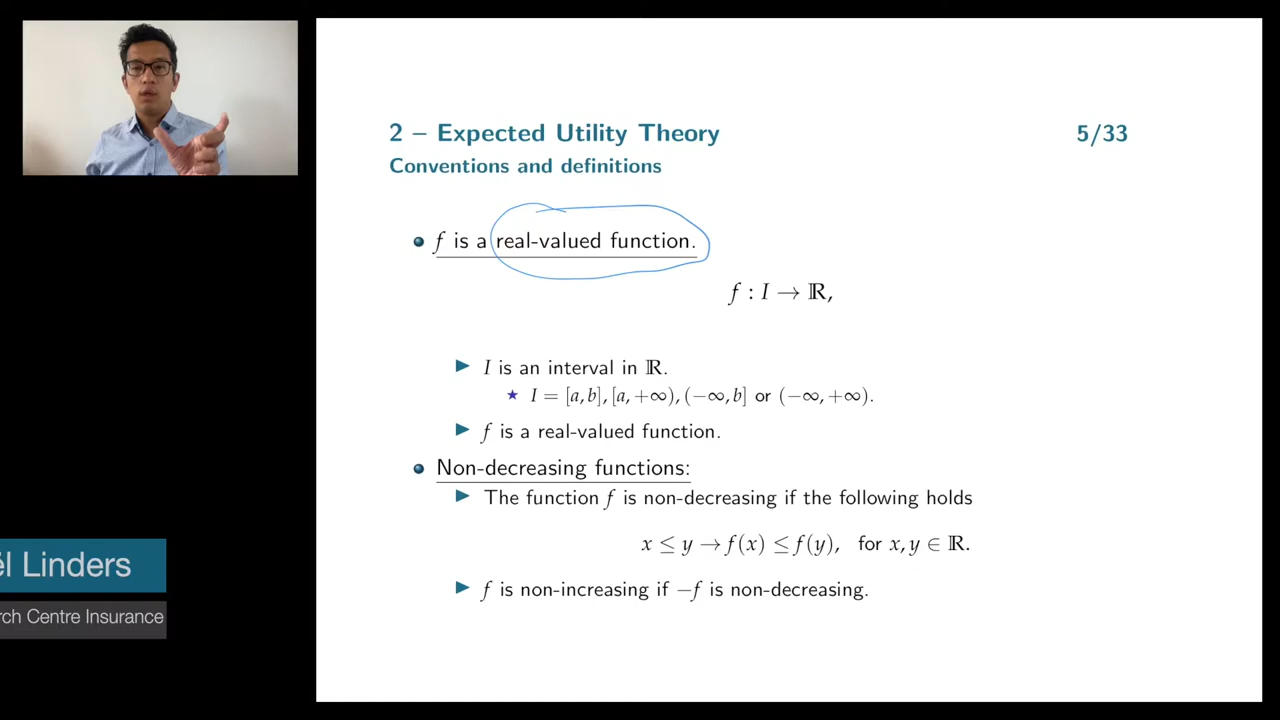 2 – Expected Utility Theory 5/33
Conventions and definitions
f is a real-valued function.
f : I → ℝ,
I is an interval in ℝ.
★ I = [a, b], [a, +∞), (−∞, b] or (−∞, +∞).
f is a real-valued function.
Non-decreasing functions:
The function f is non-decreasing if the following holds
x ≤ y → f(x) ≤ f(y), for x, y ∈ ℝ.
f is non-increasing if −f is non-decreasing.
ël Linders
rch Centre Insurance